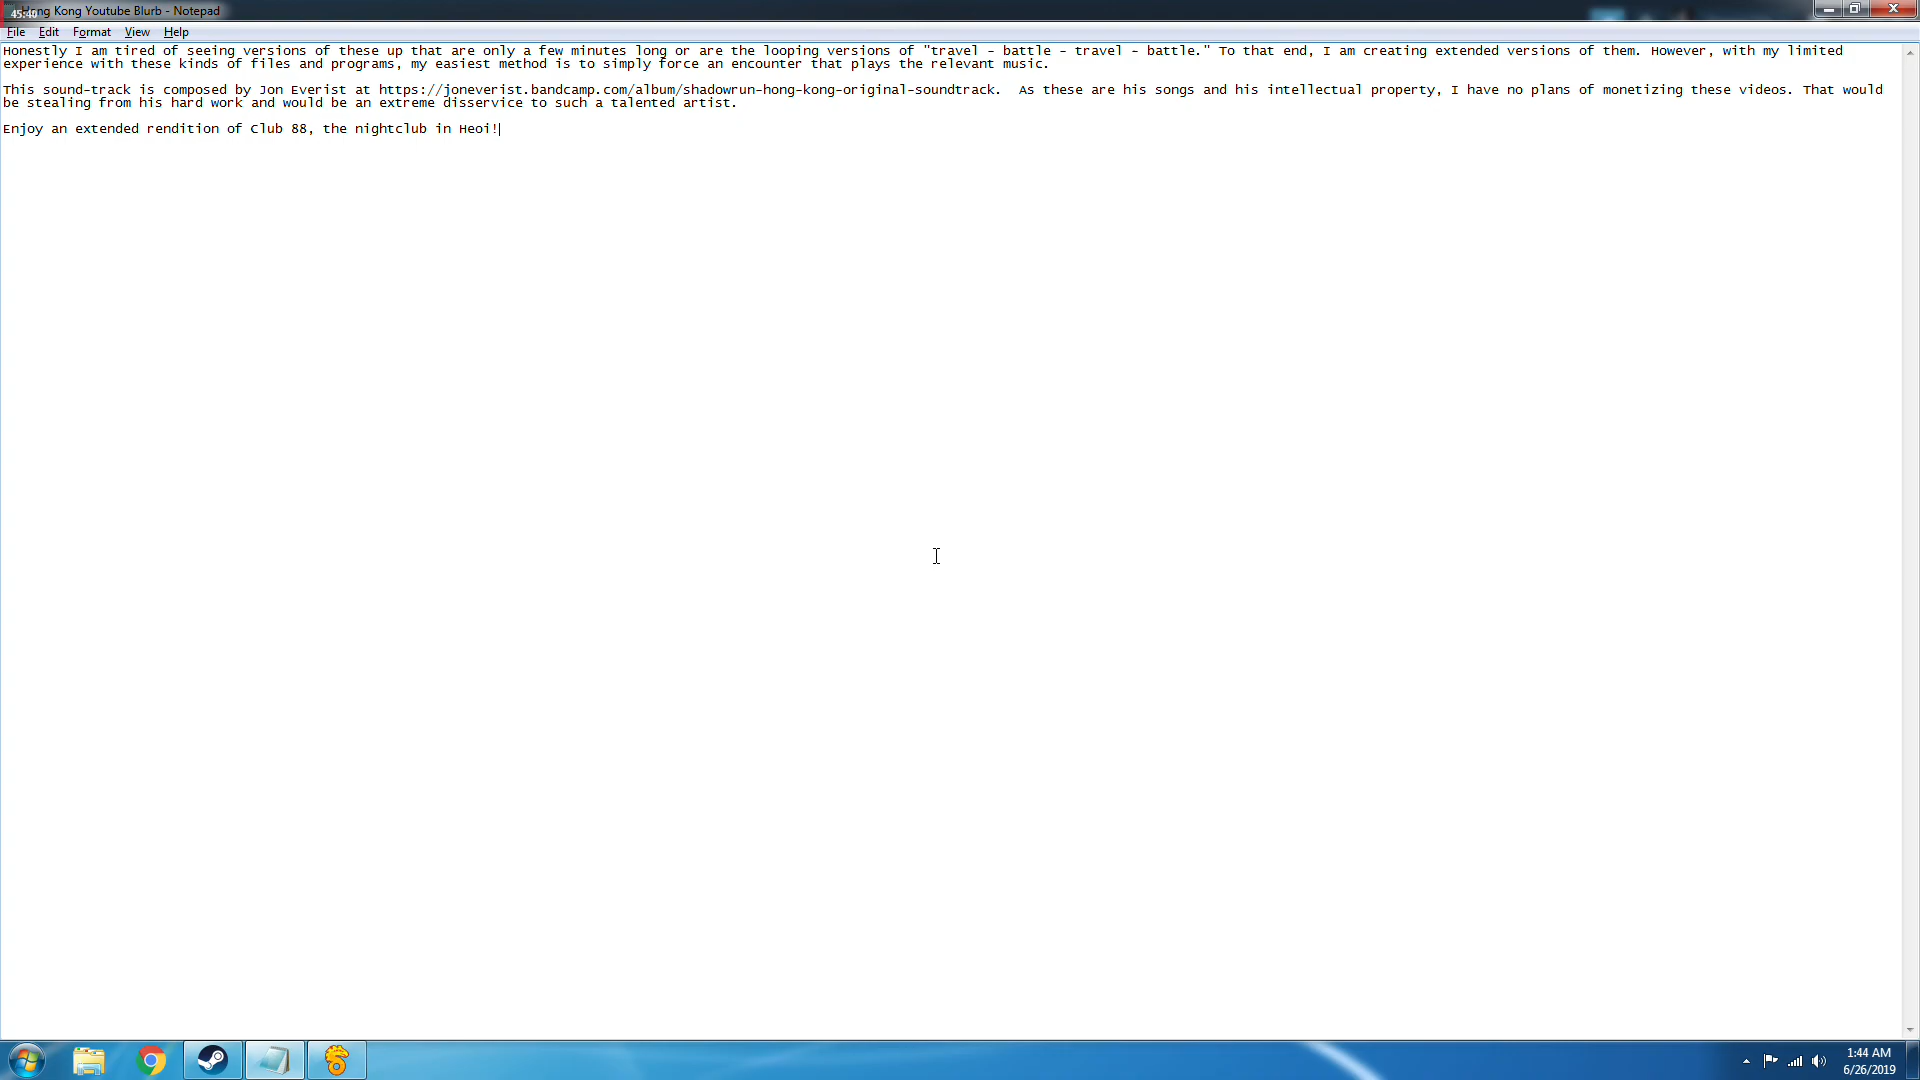 Hong Kong Youtube Blurb - Notepad
File Edit Format View Help
Honestly I am tired of seeing versions of these up that are only a few minutes long or are the looping versions of "travel - battle - travel - battle." To that end, I am creating extended versions of them. However, with my limited
experience with these kinds of files and programs, my easiest method is to simply force an encounter that plays the relevant music.
This sound-track is composed by Jon Everist at https://joneverist.bandcamp.com/album/shadowrun-hong-kong-original-soundtrack.  As these are his songs and his intellectual property, I have no plans of monetizing these videos. That would
be stealing from his hard work and would be an extreme disservice to such a talented artist.
Enjoy an extended rendition of Club 88, the nightclub in Heoi!
1:44 AM
6/26/2019